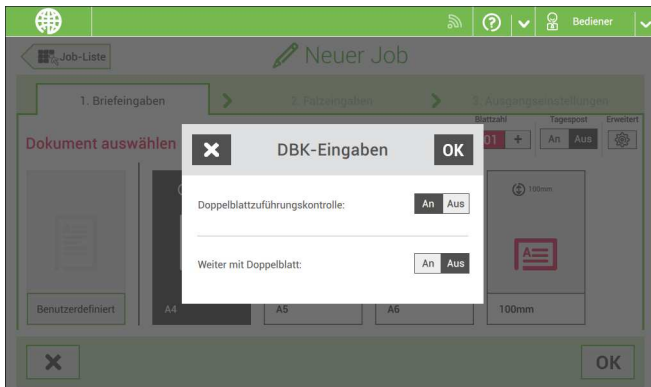 Bediener
Job-Liste
Neuer Job
1. Briefeingaben
2. Falzeingaben
3. Ausgangseinstellungen
Blattzahl
Tagespost
Erweitert
Dokument auswählen
01 +
An Aus
DBK-Eingaben
OK
Doppelblattzuführungskontrolle:
An Aus
Weiter mit Doppelblatt:
An Aus
100mm
Benutzerdefiniert
A4
A5
A6
100mm
OK